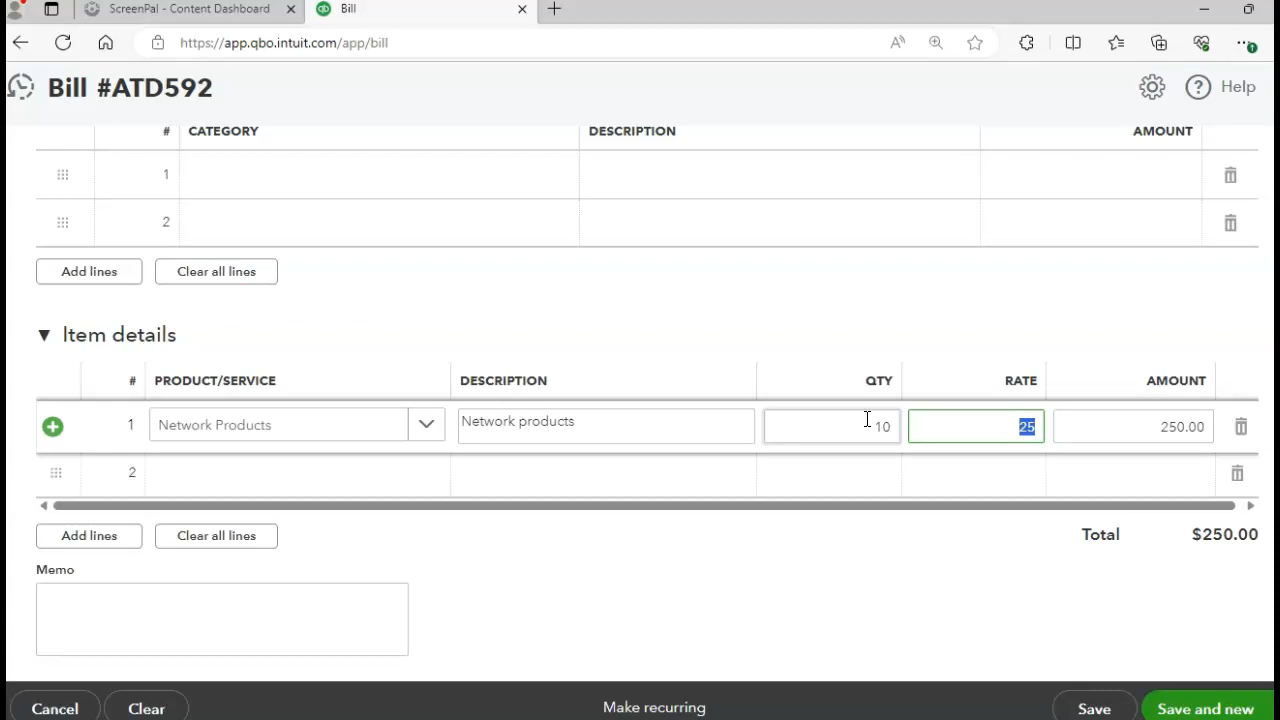 ScreenPal - Content Dashboard
Bill
https://app.qbo.intuit.com/app/bill
Bill #ATD592
Help
# CATEGORY DESCRIPTION AMOUNT
1
2
Add lines Clear all lines
Item details
# PRODUCT/SERVICE DESCRIPTION QTY RATE AMOUNT
1 Network Products Network products 10 25 250.00
2
Add lines Clear all lines Total $250.00
Memo
Cancel Clear Make recurring Save Save and new